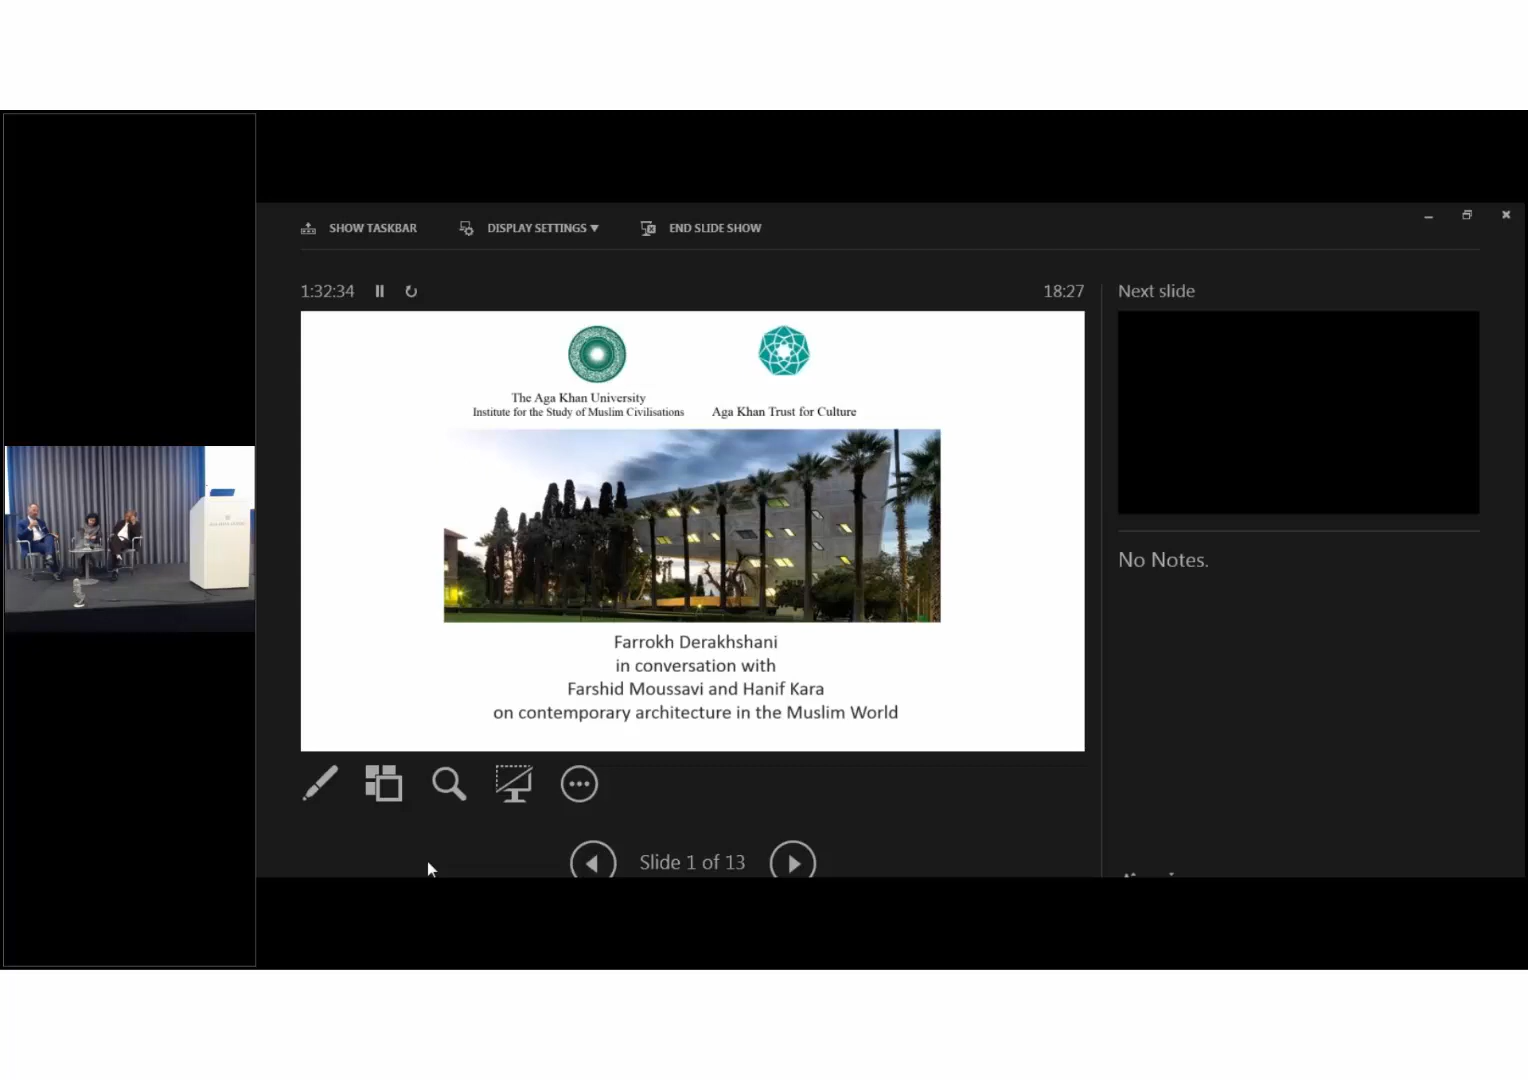 SHOW TASKBAR
DISPLAY SETTINGS
END SLIDE SHOW
1:32:34
18:27
Next slide
The Aga Khan University
Institute for the Study of Muslim Civilisations
Aga Khan Trust for Culture
Farrokh Derakhshani
in conversation with
Farshid Moussavi and Hanif Kara
on contemporary architecture in the Muslim World
No Notes.
Slide 1 of 13